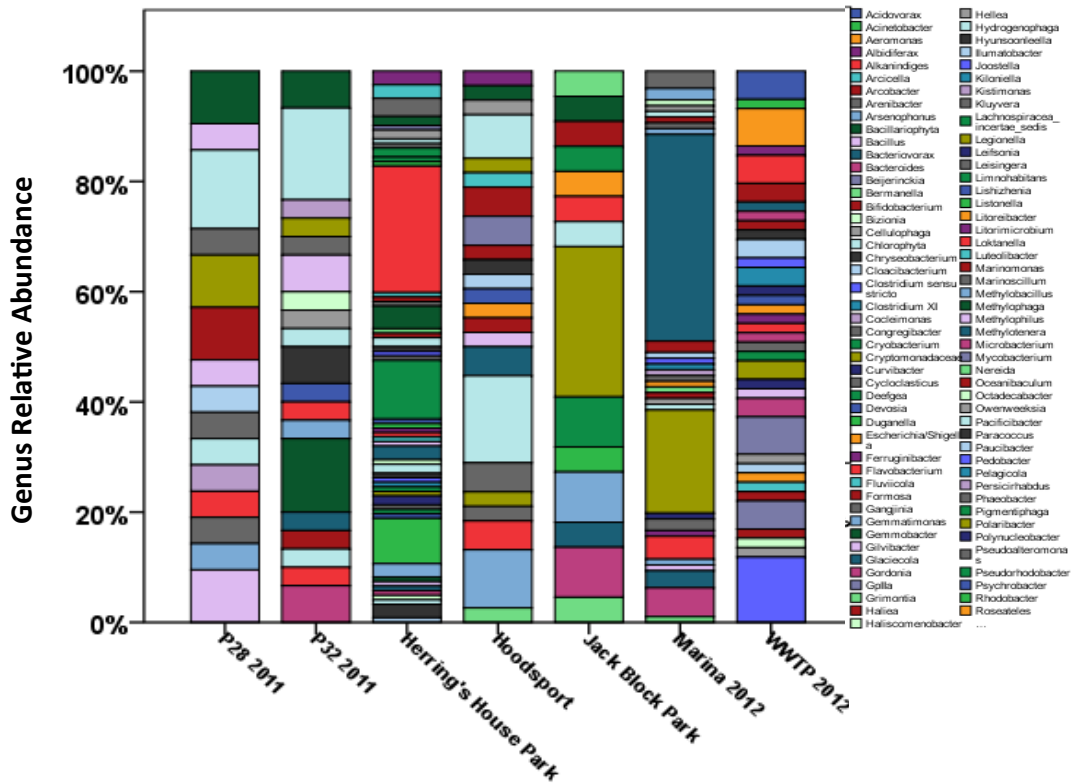 Genus Relative Abundance
100%
80%
60%
40%
20%
0%
P28 2011
P32 2011
Herring's House Park
Hoodsport
Jack Block Park
Marina 2012
WWTP 2012
Acidovorax
Acinetobacter
Aeromonas
Albidiferax
Alkanindiges
Arcicella
Arcobacter
Arenibacter
Arsenophonus
Bacillariophyta
Bacillus
Bacteriovorax
Bacteroides
Beijerinckia
Bermanella
Bifidobacterium
Bizionia
Cellulophaga
Chlorophyta
Chryseobacterium
Cloacibacterium
Clostridium sensu
stricto
Clostridium XI
Cocleimonas
Congregibacter
Cryobacterium
Cryptomonadaceae
Curvibacter
Cycloclasticus
Deefgea
Devosia
Duganella
Escherichia/Shigell
a
Ferruginibacter
Flavobacterium
Fluviicola
Formosa
Gangjinia
Gemmatimonas
Gemmobacter
Gilvibacter
Glaciecola
Gordonia
GpIIa
Grimontia
Haliea
Haliscomenobacter
Hellea
Hydrogenophaga
Hyunsoonleella
Ilumatobacter
Joostella
Kiloniella
Kistimonas
Kluyvera
Lachnospiracea_
incertae_sedis
Legionella
Leifsonia
Leisingera
Limnohabitans
Lishizhenia
Listonella
Litoreibacter
Litorimicrobium
Loktanella
Luteolibacter
Marinomonas
Marinoscillum
Methylobacillus
Methylophaga
Methylophilus
Methylotenera
Microbacterium
Mycobacterium
Nereida
Oceanibaculum
Octadecabacter
Owenweeksia
Pacificibacter
Paracoccus
Paucibacter
Pedobacter
Pelagicola
Persicirhabdus
Phaeobacter
Pigmentiphaga
Polaribacter
Polynucleobacter
Pseudoalteromona
s
Pseudorhodobacter
Psychrobacter
Rhodobacter
Roseateles
...